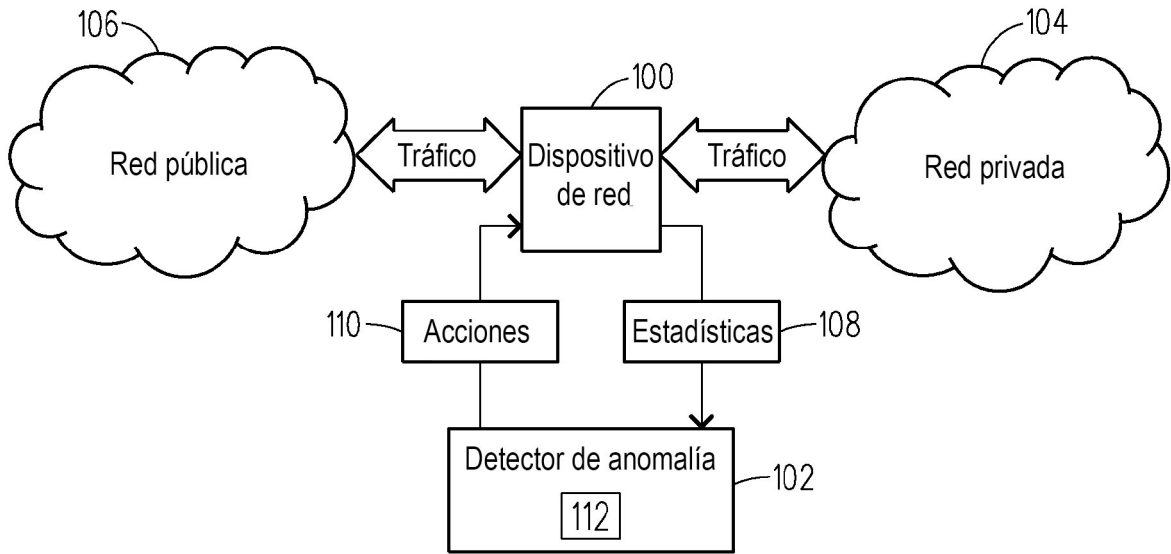 106
100
104
Red pública
Tráfico
Dispositivo
de red
Tráfico
Red privada
110
Acciones
Estadísticas
108
Detector de anomalía
102
112